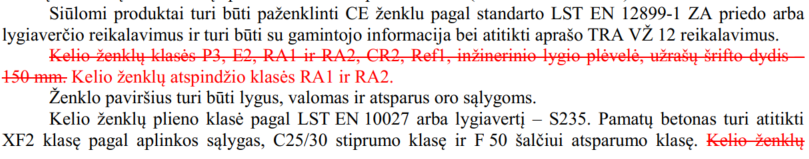 Siūlomi produktai turi būti paženklinti CE ženklu pagal standarto LST EN 12899-1 ZA priedo arba
lygiaverčio reikalavimus ir turi būti su gamintojo informacija bei atitikti aprašo TRA VŽ 12 reikalavimus.
Kelio ženklų klasės P3, E2, RA1 ir RA2, CR2, Ref1, inžinerinio lygio plėvelė, užrašų šrifto dydis –
150 mm. Kelio ženklų atspindžio klasės RA1 ir RA2.
Ženklo paviršius turi būti lygus, valomas ir atsparus oro sąlygoms.
Kelio ženklų plieno klasė pagal LST EN 10027 arba lygiavertį – S235. Pamatų betonas turi atitikti
XF2 klasę pagal aplinkos sąlygas, C25/30 stiprumo klasę ir F 50 šalčiui atsparumo klasę. Kelio ženklų